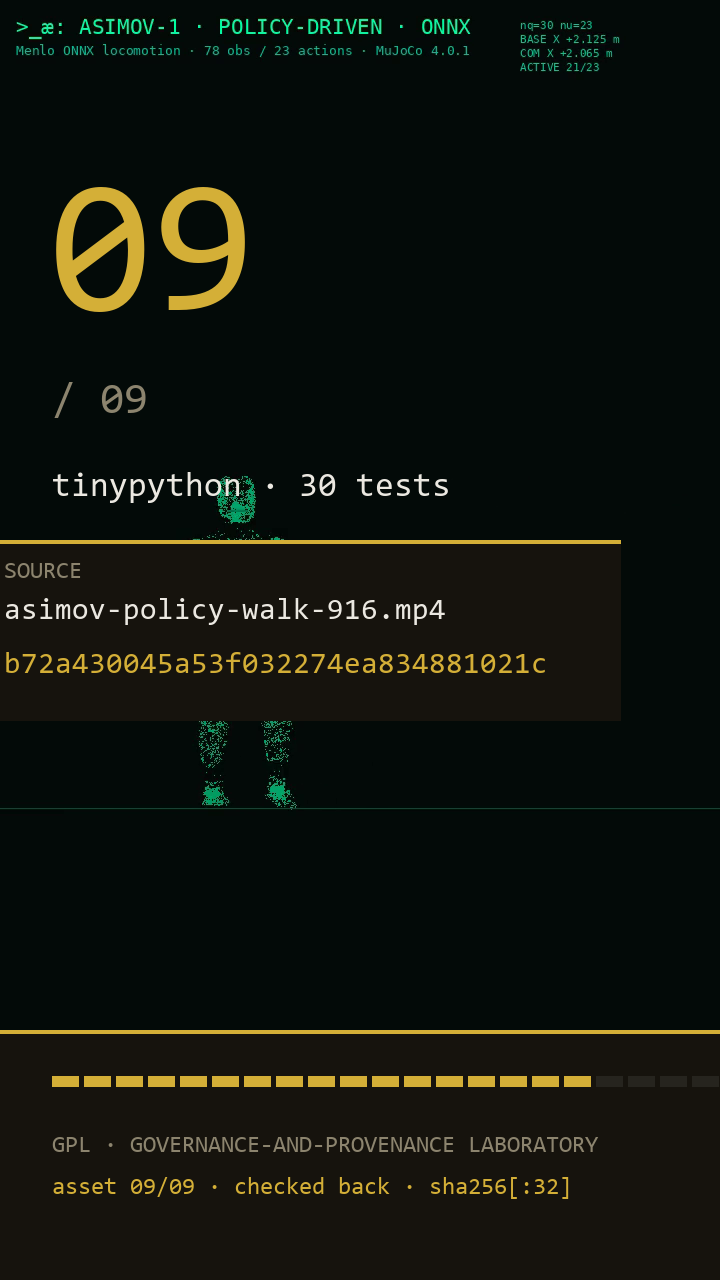 >_æ: ASIMOV-1 · POLICY-DRIVEN · ONNX
Menlo ONNX locomotion · 78 obs / 23 actions · MuJoCo 4.0.1
nq=30 nu=23
BASE X +2.125 m
COM X +2.065 m
ACTIVE 21/23
09
/ 09
tinypython · 30 tests
SOURCE
asimov-policy-walk-916.mp4
b72a430045a53f032274ea834881021c
GPL · GOVERNANCE-AND-PROVENANCE LABORATORY
asset 09/09 · checked back · sha256[:32]